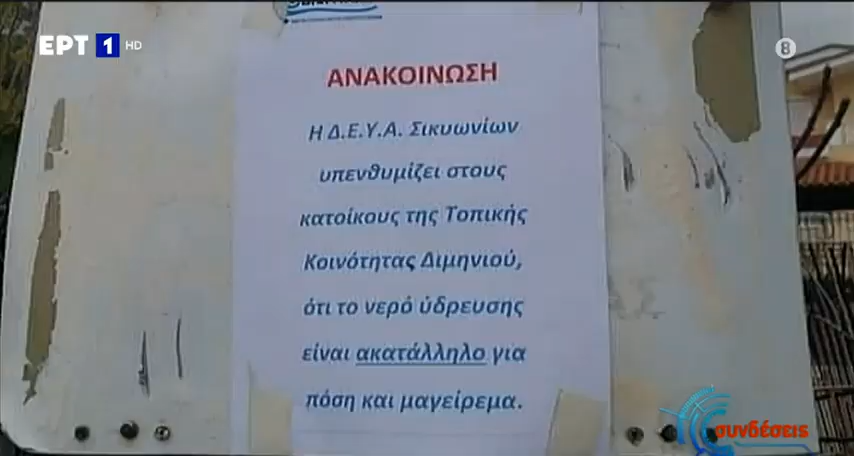 ΕΡΤ 1 HD
8
ΑΝΑΚΟΙΝΩΣΗ
Η Δ.Ε.Υ.Α. Σικυωνίων
υπενθυμίζει στους
κατοίκους της Τοπικής
Κοινότητας Διμηνιού,
ότι το νερό ύδρευσης
είναι ακατάλληλο για
πόση και μαγείρεμα.
συνδέσεις